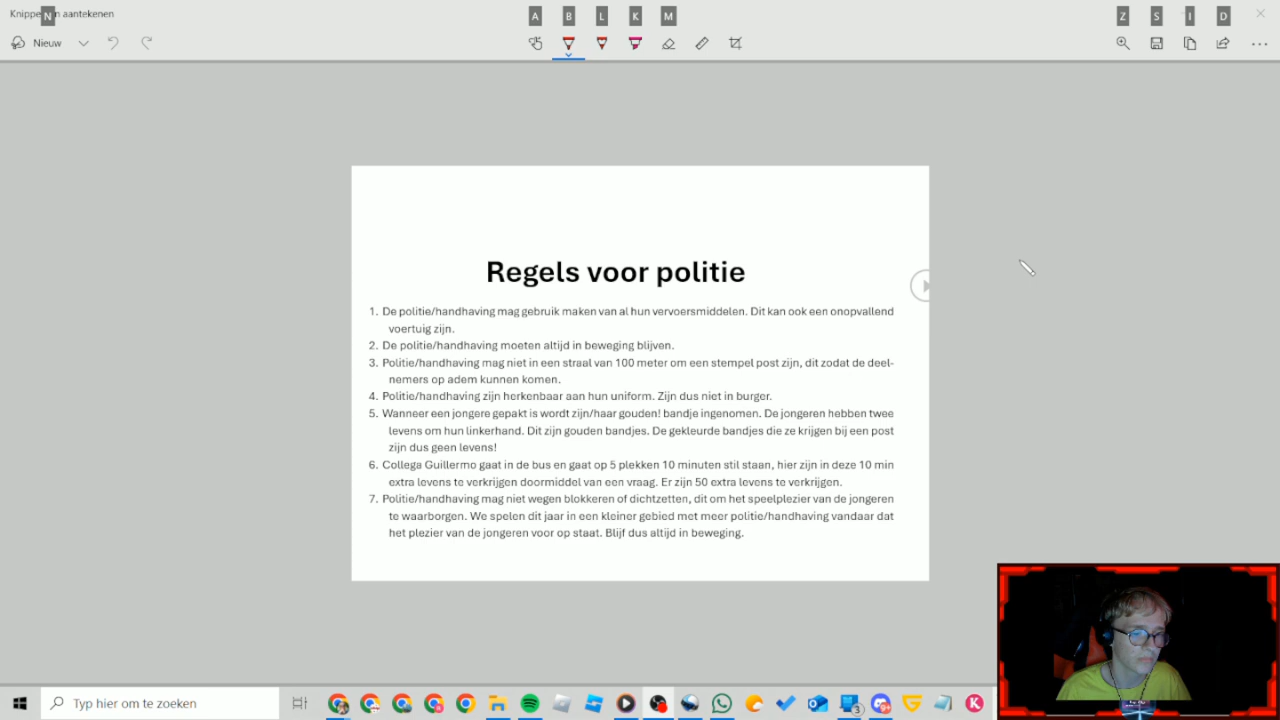 Knippen en aantekenen
N
A
B
L
K
M
Z
S
I
D
Nieuw
Regels voor politie
1. De politie/handhaving mag gebruik maken van al hun vervoersmiddelen. Dit kan ook een onopvallend
voertuig zijn.
2. De politie/handhaving moeten altijd in beweging blijven.
3. Politie/handhaving mag niet in een straal van 100 meter om een stempel post zijn, dit zodat de deel-
nemers op adem kunnen komen.
4. Politie/handhaving zijn herkenbaar aan hun uniform. Zijn dus niet in burger.
5. Wanneer een jongere gepakt is wordt zijn/haar gouden! bandje ingenomen. De jongeren hebben twee
levens om hun linkerhand. Dit zijn gouden bandjes. De gekleurde bandjes die ze krijgen bij een post
zijn dus geen levens!
6. Collega Guillermo gaat in de bus en gaat op 5 plekken 10 minuten stil staan, hier zijn in deze 10 min
extra levens te verkrijgen doormiddel van een vraag. Er zijn 50 extra levens te verkrijgen.
7. Politie/handhaving mag niet wegen blokkeren of dichtzetten, dit om het speelplezier van de jongeren
te waarborgen. We spelen dit jaar in een kleiner gebied met meer politie/handhaving vandaar dat
het plezier van de jongeren voor op staat. Blijf dus altijd in beweging.
Typ hier om te zoeken
3
K